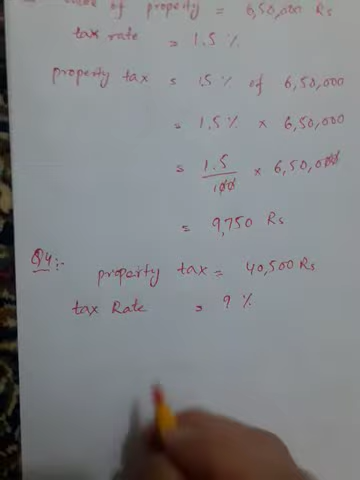 of property = 6,50,000 Rs
tax rate = 1.5 %
property tax = 1.5 % of 6,50,000
= 1.5 % × 6,50,000
= 1.5/100 × 6,50,000
= 9,750 Rs
Q4:-
property tax = 40,500 Rs
tax Rate = 9 %